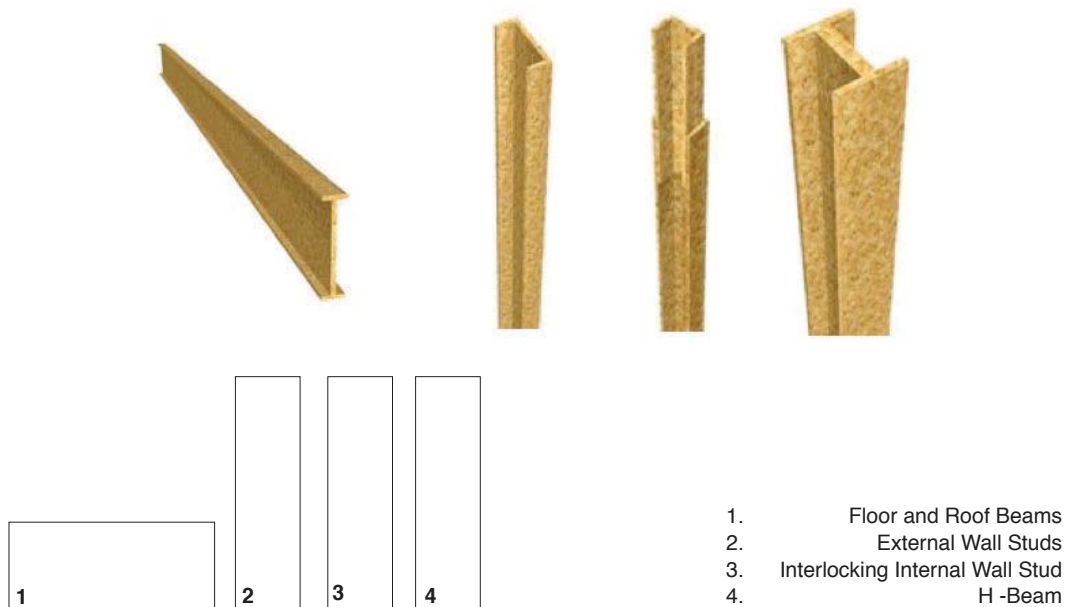 1
2
3
4
1. Floor and Roof Beams
2. External Wall Studs
3. Interlocking Internal Wall Stud
4. H -Beam